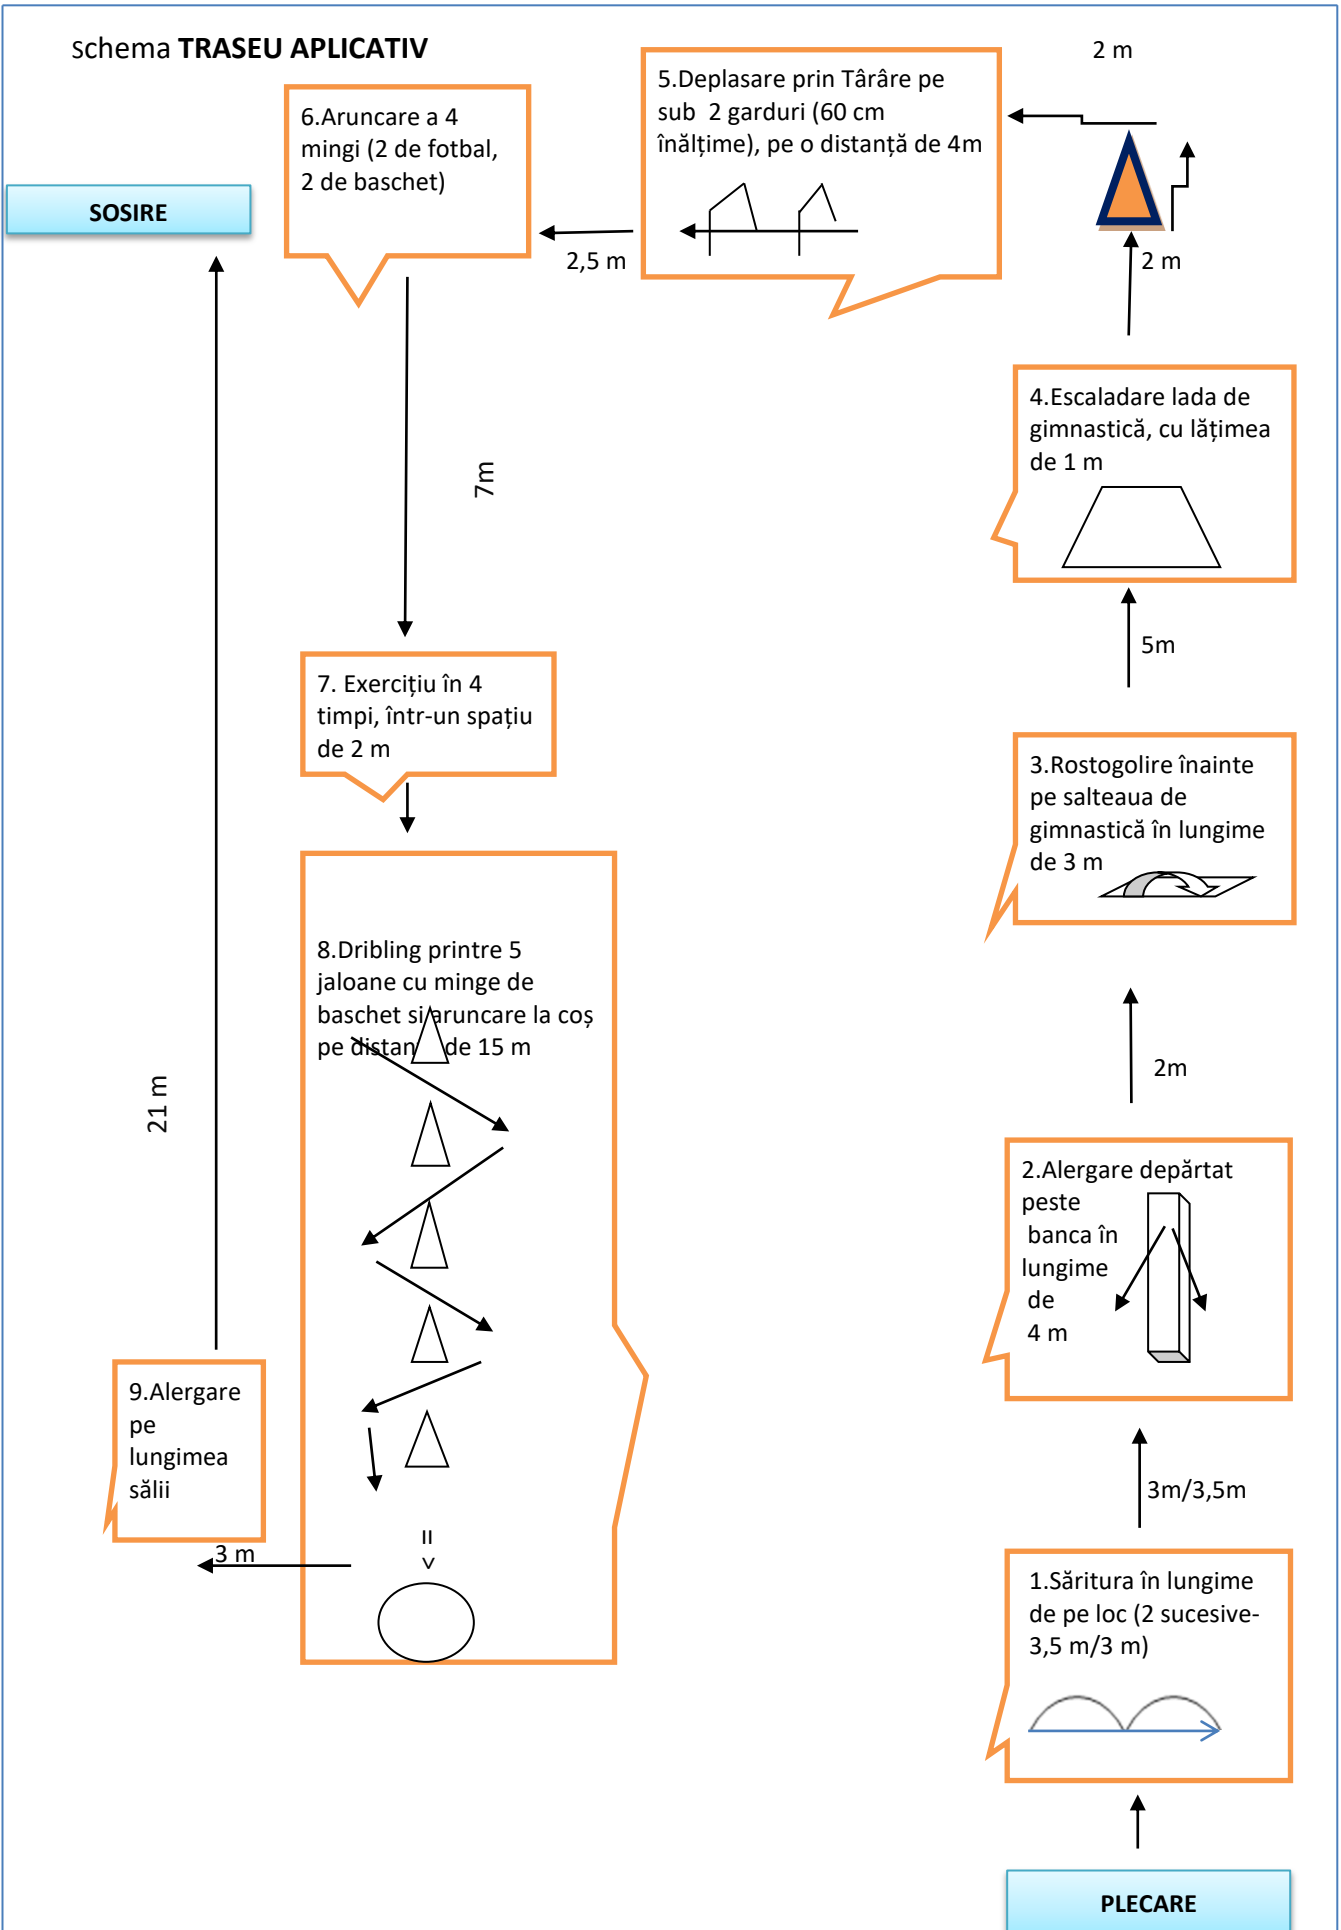 Schema TRASEU APLICATIV
2 m
5.Deplasare prin Târâre pe
sub 2 garduri (60 cm
înălțime), pe o distanță de 4m
6.Aruncare a 4
mingi (2 de fotbal,
2 de baschet)
SOSIRE
2,5 m
2 m
4.Escaladare lada de
gimnastică, cu lățimea
de 1 m
7m
5m
7. Exercițiu în 4
timpi, într-un spațiu
de 2 m
3.Rostogolire înainte
pe salteaua de
gimnastică în lungime
de 3 m
8.Dribling printre 5
jaloane cu minge de
baschet si aruncare la coș
pe distanță de 15 m
21 m
2m
2.Alergare depărtat
peste
banca în
lungime
de
4 m
9.Alergare
pe
lungimea
sălii
3m/3,5m
3 m
=>
1.Săritura în lungime
de pe loc (2 sucesive-
3,5 m/3 m)
PLECARE